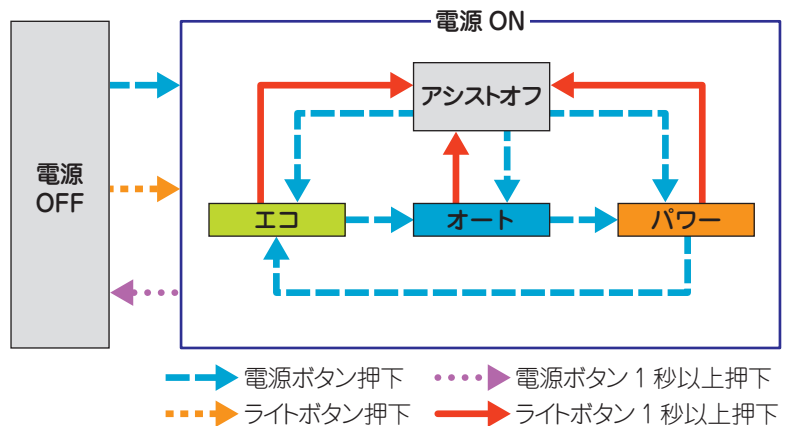 電源 ON
アシストオフ
電源
OFF
エコ
オート
パワー
電源ボタン押下
電源ボタン 1 秒以上押下
ライトボタン押下
ライトボタン 1 秒以上押下